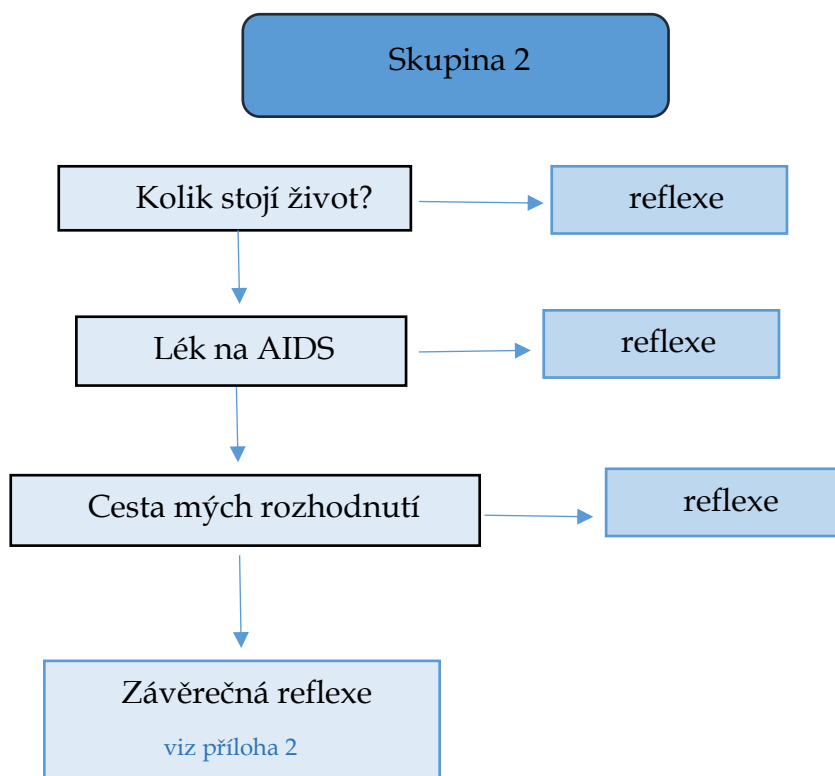 Skupina 2
Kolik stojí život?
reflexe
Lék na AIDS
reflexe
Cesta mých rozhodnutí
reflexe
Závěrečná reflexe
viz příloha 2